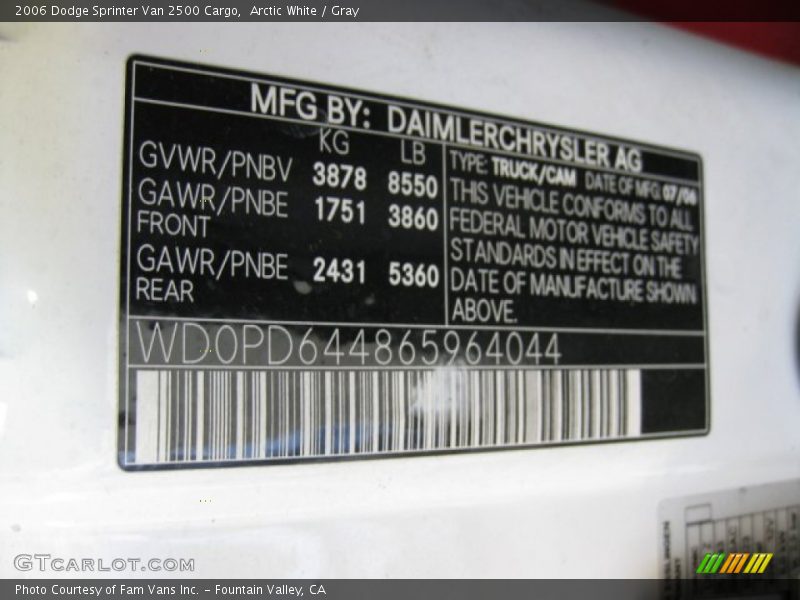 2006 Dodge Sprinter Van 2500 Cargo,  Arctic White / Gray
MFG BY: DAIMLERCHRYSLER AG
KG LB
GVWR/PNBV 3878 8550
GAWR/PNBE 1751 3860
FRONT
GAWR/PNBE 2431 5360
REAR
TYPE: TRUCK/CAM DATE OF MFG. 07/06
THIS VEHICLE CONFORMS TO ALL
FEDERAL MOTOR VEHICLE SAFETY
STANDARDS IN EFFECT ON THE
DATE OF MANUFACTURE SHOWN
ABOVE.
WD0PD644865964044
GTCARLOT.COM
Photo Courtesy of Fam Vans Inc. – Fountain Valley, CA